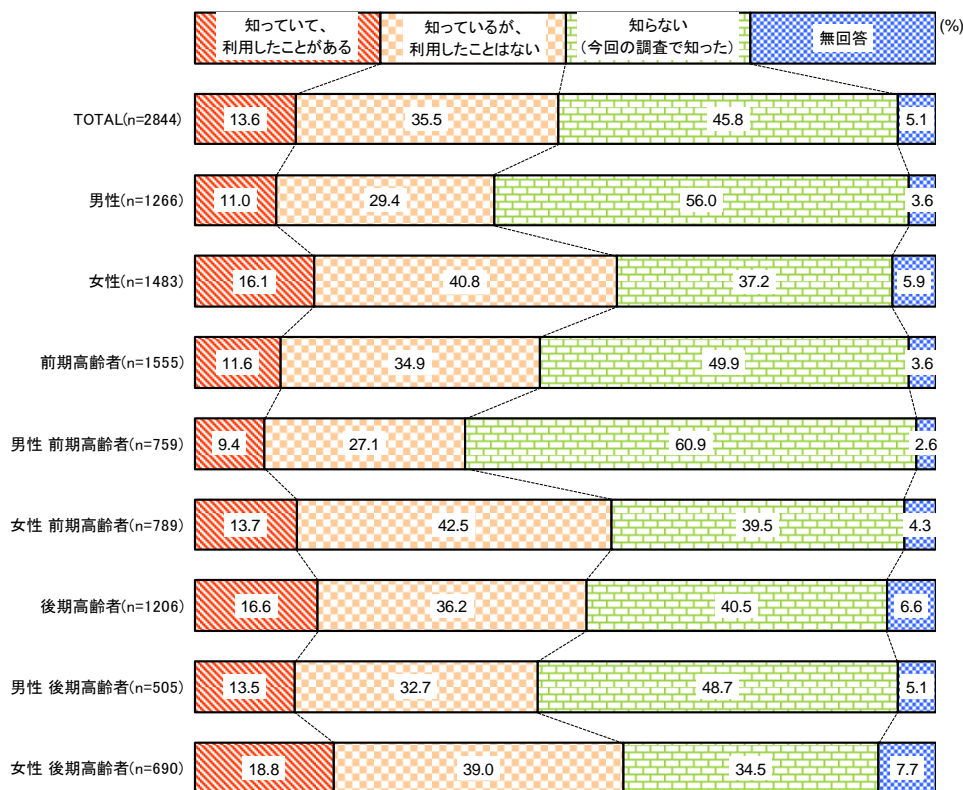 知っていて、
利用したことがある
知っているが、
利用したことはない
知らない
(今回の調査で知った)
無回答
(%)
TOTAL(n=2844) 13.6 35.5 45.8 5.1
男性(n=1266) 11.0 29.4 56.0 3.6
女性(n=1483) 16.1 40.8 37.2 5.9
前期高齢者(n=1555) 11.6 34.9 49.9 3.6
男性 前期高齢者(n=759) 9.4 27.1 60.9 2.6
女性 前期高齢者(n=789) 13.7 42.5 39.5 4.3
後期高齢者(n=1206) 16.6 36.2 40.5 6.6
男性 後期高齢者(n=505) 13.5 32.7 48.7 5.1
女性 後期高齢者(n=690) 18.8 39.0 34.5 7.7